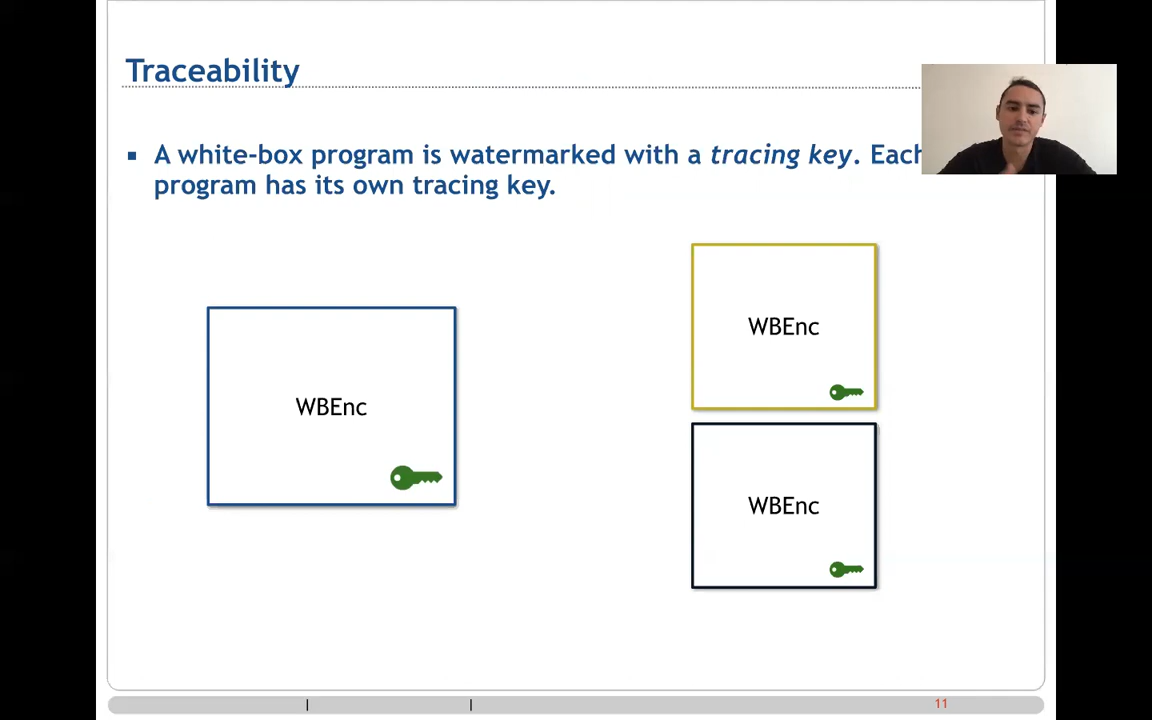 Traceability
A white-box program is watermarked with a tracing key. Each
program has its own tracing key.
WBEnc
WBEnc
WBEnc
11